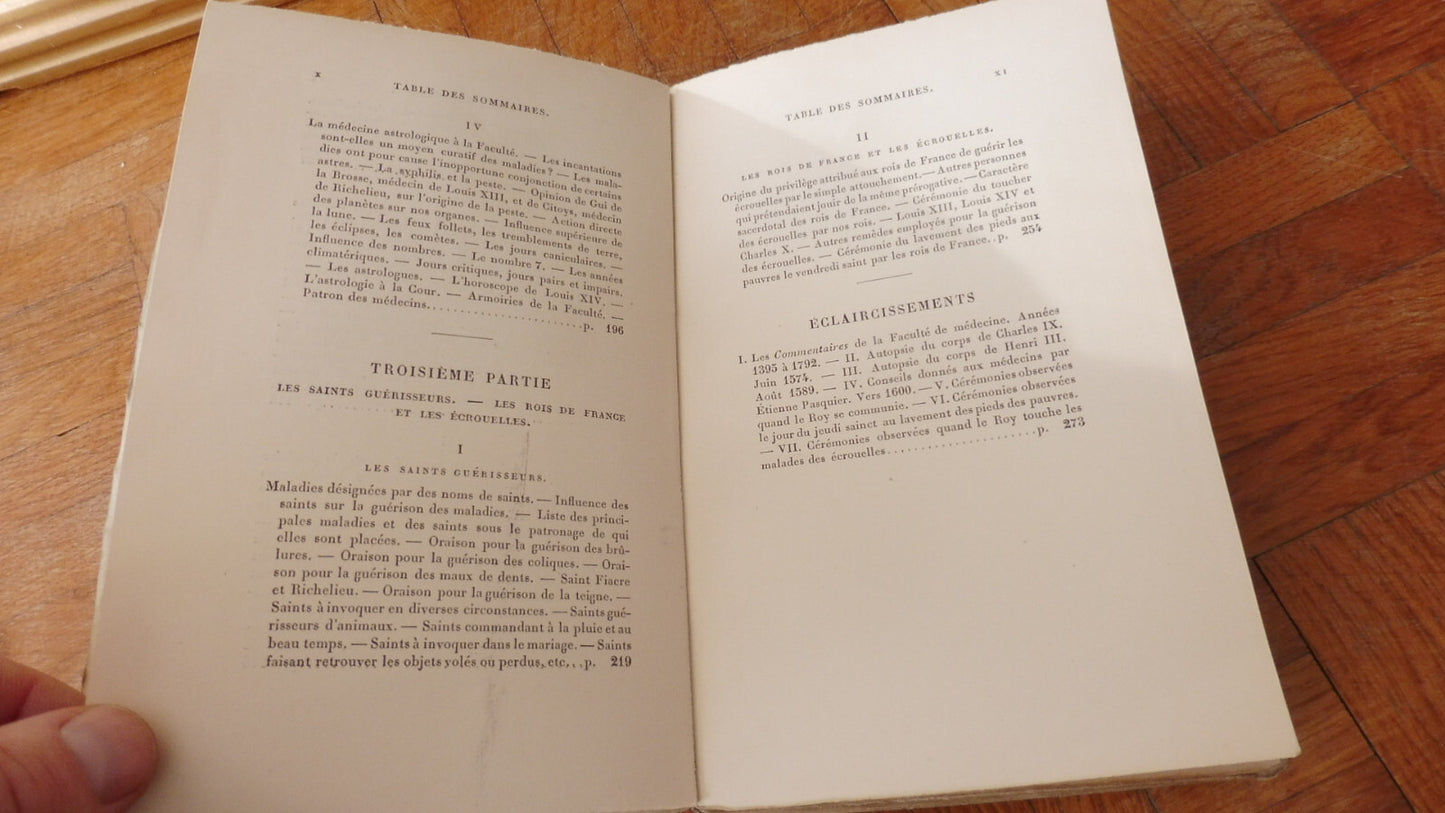 X
TABLE DES SOMMAIRES.
IV
La médecine astrologique à la Faculté. — Les incantations
sont-elles un moyen curatif des maladies? — Les mala-
dies ont pour cause l'inopportune conjonction de certains
astres. — La syphilis et la peste. — Opinion de Gui de
la Brosse, médecin de Louis XIII, et de Citoys, médecin
de Richelieu, sur l'origine de la peste. — Action directe
des planètes sur nos organes. — Influence supérieure de
la lune. — Les feux follets, les tremblements de terre,
les éclipses, les comètes. — Les jours caniculaires. —
Influence des nombres. — Le nombre 7. — Les années
climatériques. — Jours critiques, jours pairs et impairs.
— Les astrologues. — L'horoscope de Louis XIV. —
L'astrologie à la Cour. — Armoiries de la Faculté. —
Patron des médecins. p. 196
TROISIÈME PARTIE
LES SAINTS GUÉRISSEURS. — LES ROIS DE FRANCE
ET LES ÉCROUELLES.
I
LES SAINTS GUÉRISSEURS.
Maladies désignées par des noms de saints. — Influence des
saints sur la guérison des maladies. — Liste des princi-
pales maladies et des saints sous le patronage de qui
elles sont placées. — Oraison pour la guérison des brû-
lures. — Oraison pour la guérison des coliques. — Orai-
son pour la guérison des maux de dents. — Saint Fiacre
et Richelieu. — Oraison pour la guérison de la teigne. —
Saints à invoquer en diverses circonstances. — Saints gué-
risseurs d'animaux. — Saints commandant à la pluie et au
beau temps. — Saints à invoquer dans le mariage. — Saints
faisant retrouver les objets volés ou perdus, etc... p. 219
XI
TABLE DES SOMMAIRES.
II
LES ROIS DE FRANCE ET LES ÉCROUELLES.
Origine du privilège attribué aux rois de France de guérir les
écrouelles par le simple attouchement. — Autres personnes
qui prétendaient jouir de la même prérogative. — Caractère
sacerdotal des rois de France. — Cérémonie du toucher
des écrouelles par nos rois. — Louis XIII, Louis XIV et
Charles X. — Autres remèdes employés pour la guérison
des écrouelles. — Cérémonie du lavement des pieds aux
pauvres le vendredi saint par les rois de France. . p. 254
ÉCLAIRCISSEMENTS
I. Les Commentaires de la Faculté de médecine. Années
1395 à 1792. — II. Autopsie du corps de Charles IX.
Juin 1574. — III. Autopsie du corps de Henri III.
Août 1589. — IV. Conseils donnés aux médecins par
Étienne Pasquier. Vers 1600. — V. Cérémonies observées
quand le Roy se communie. — VI. Cérémonies observées
le jour du jeudi sainct au lavement des pieds des pauvres.
— VII. Cérémonies observées quand le Roy touche les
malades des écrouelles. p. 273